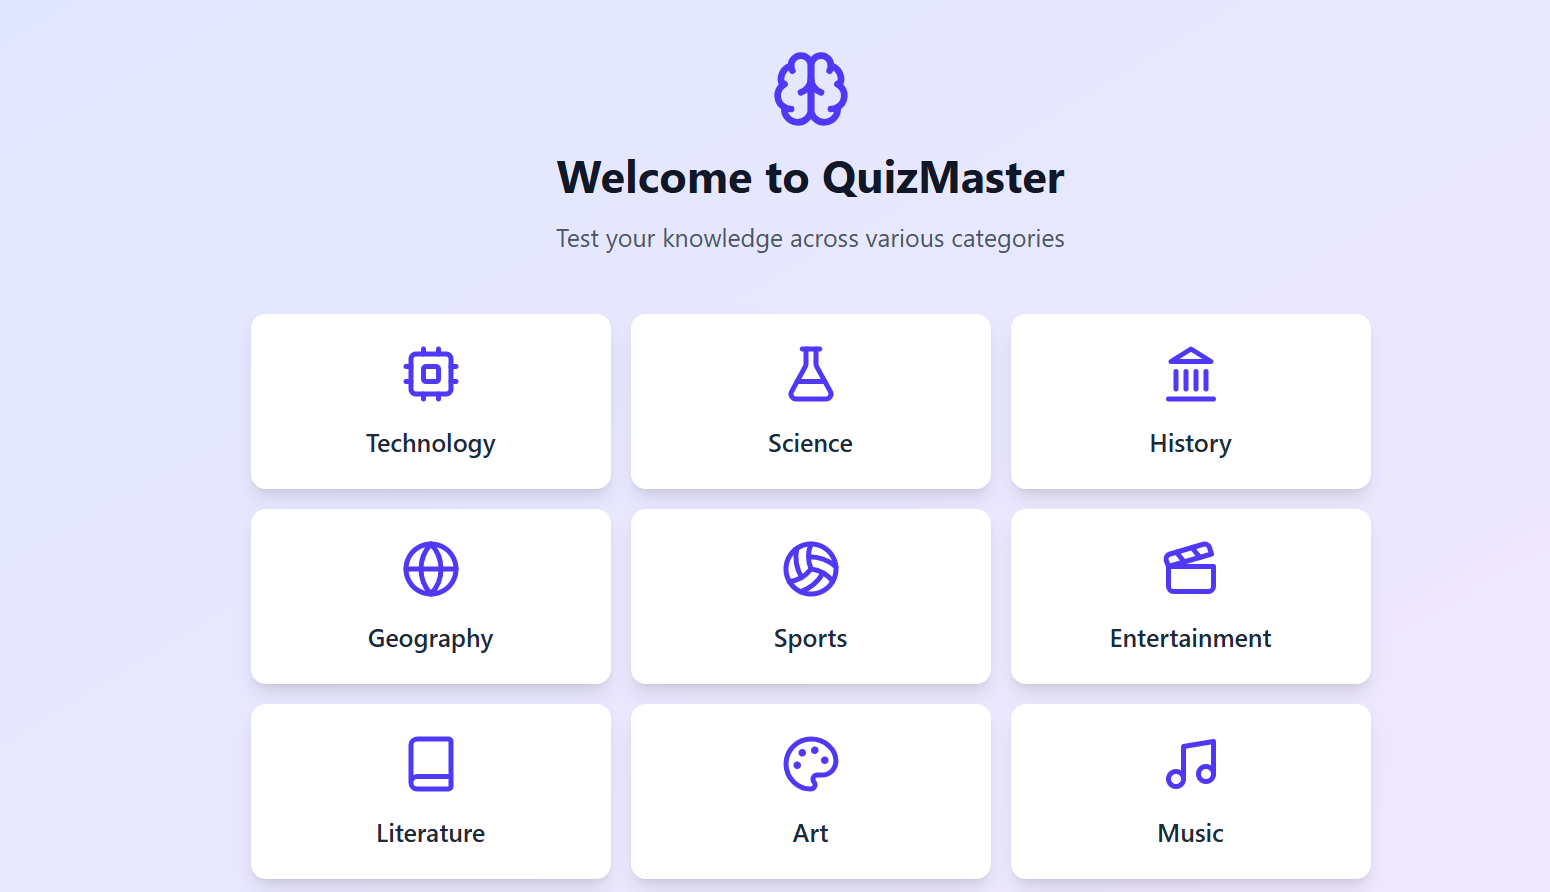 Welcome to QuizMaster
Test your knowledge across various categories
Technology
Science
History
Geography
Sports
Entertainment
Literature
Art
Music